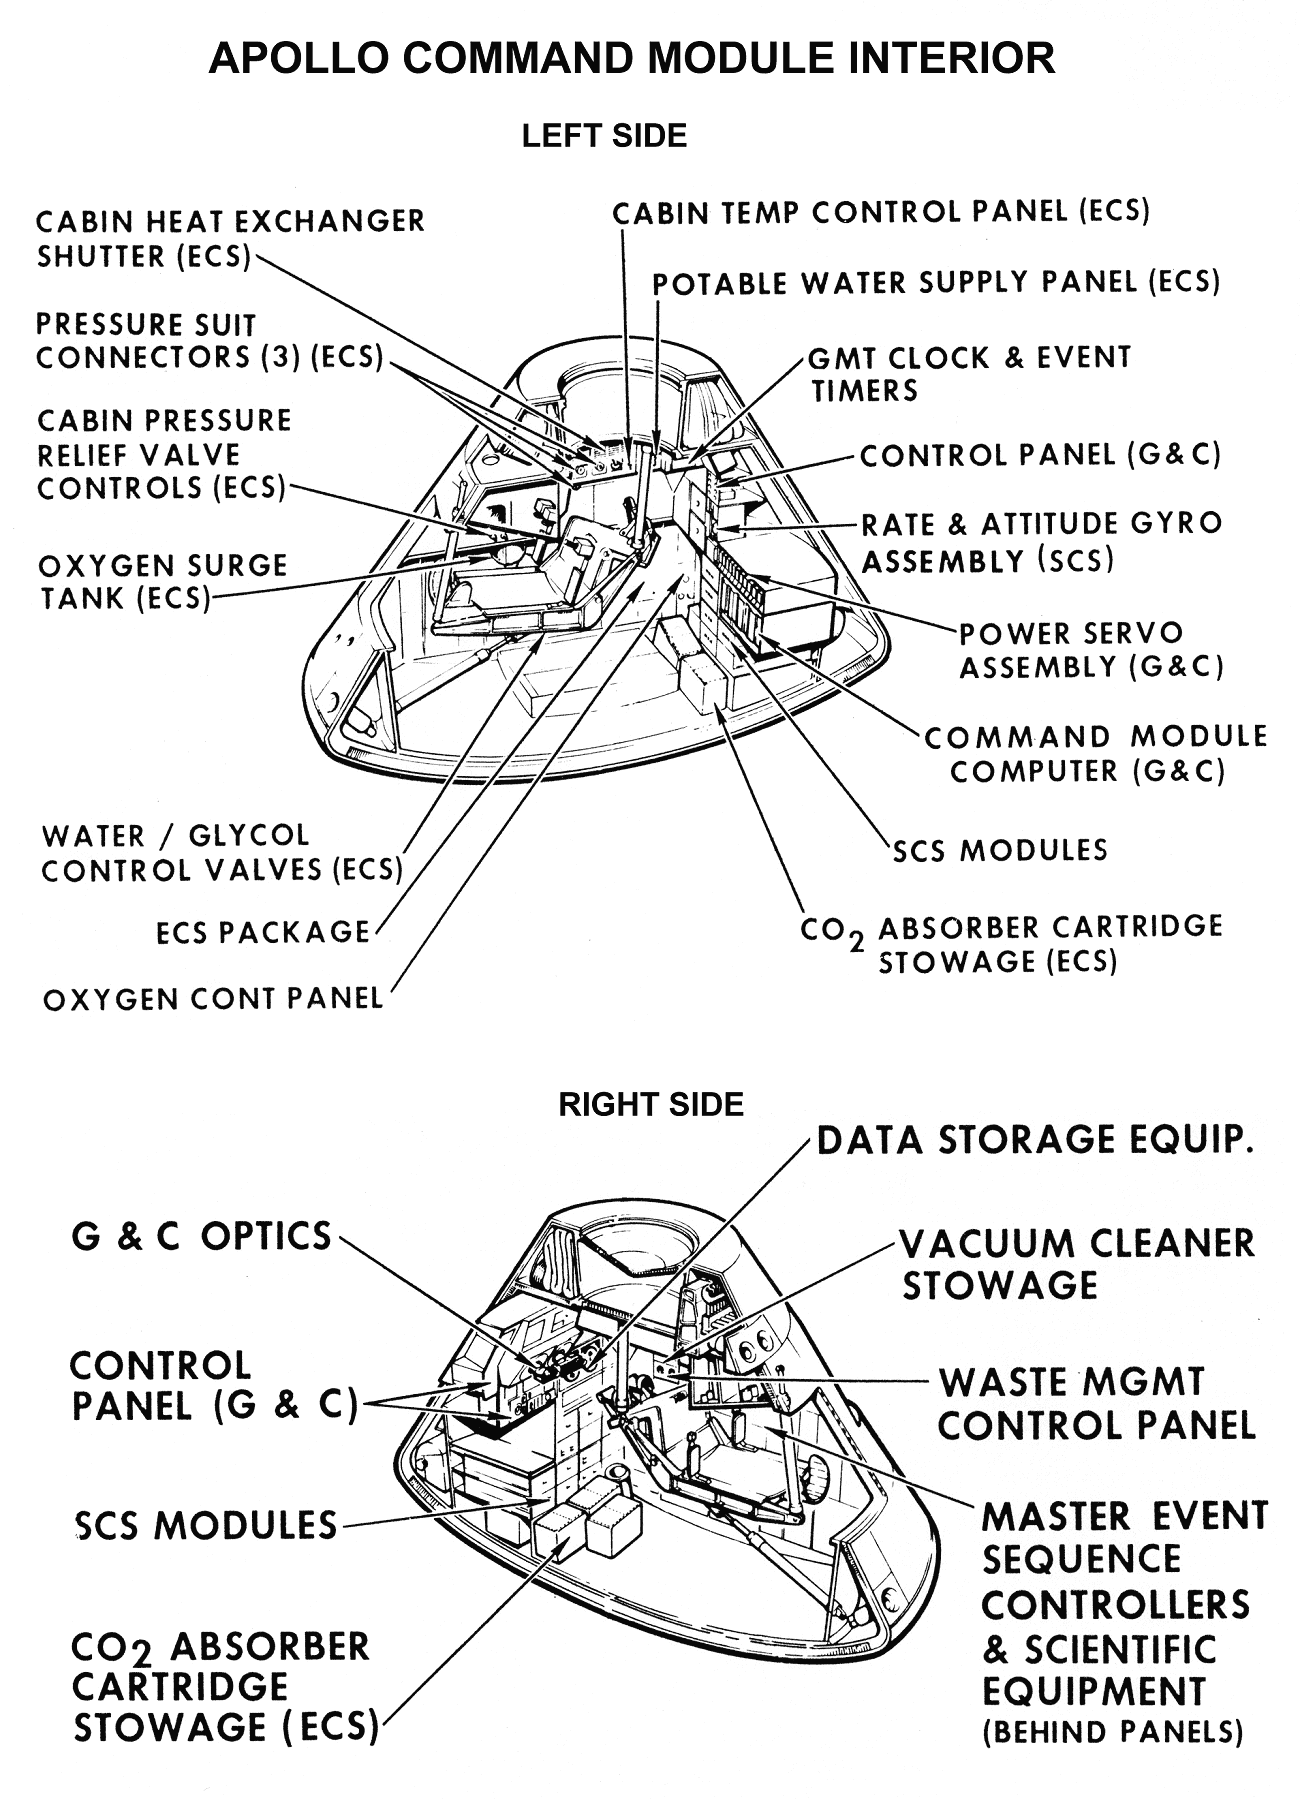 APOLLO COMMAND MODULE INTERIOR
LEFT SIDE
CABIN HEAT EXCHANGER
SHUTTER (ECS)
PRESSURE SUIT
CONNECTORS (3) (ECS)
CABIN PRESSURE
RELIEF VALVE
CONTROLS (ECS)
OXYGEN SURGE
TANK (ECS)
WATER / GLYCOL
CONTROL VALVES (ECS)
ECS PACKAGE
OXYGEN CONT PANEL
CABIN TEMP CONTROL PANEL (ECS)
POTABLE WATER SUPPLY PANEL (ECS)
GMT CLOCK & EVENT
TIMERS
CONTROL PANEL (G&C)
RATE & ATTITUDE GYRO
ASSEMBLY (SCS)
POWER SERVO
ASSEMBLY (G&C)
COMMAND MODULE
COMPUTER (G&C)
SCS MODULES
CO2 ABSORBER CARTRIDGE
STOWAGE (ECS)
RIGHT SIDE
G & C OPTICS
CONTROL
PANEL (G & C)
SCS MODULES
CO2 ABSORBER
CARTRIDGE
STOWAGE (ECS)
DATA STORAGE EQUIP.
VACUUM CLEANER
STOWAGE
WASTE MGMT
CONTROL PANEL
MASTER EVENT
SEQUENCE
CONTROLLERS
& SCIENTIFIC
EQUIPMENT
(BEHIND PANELS)